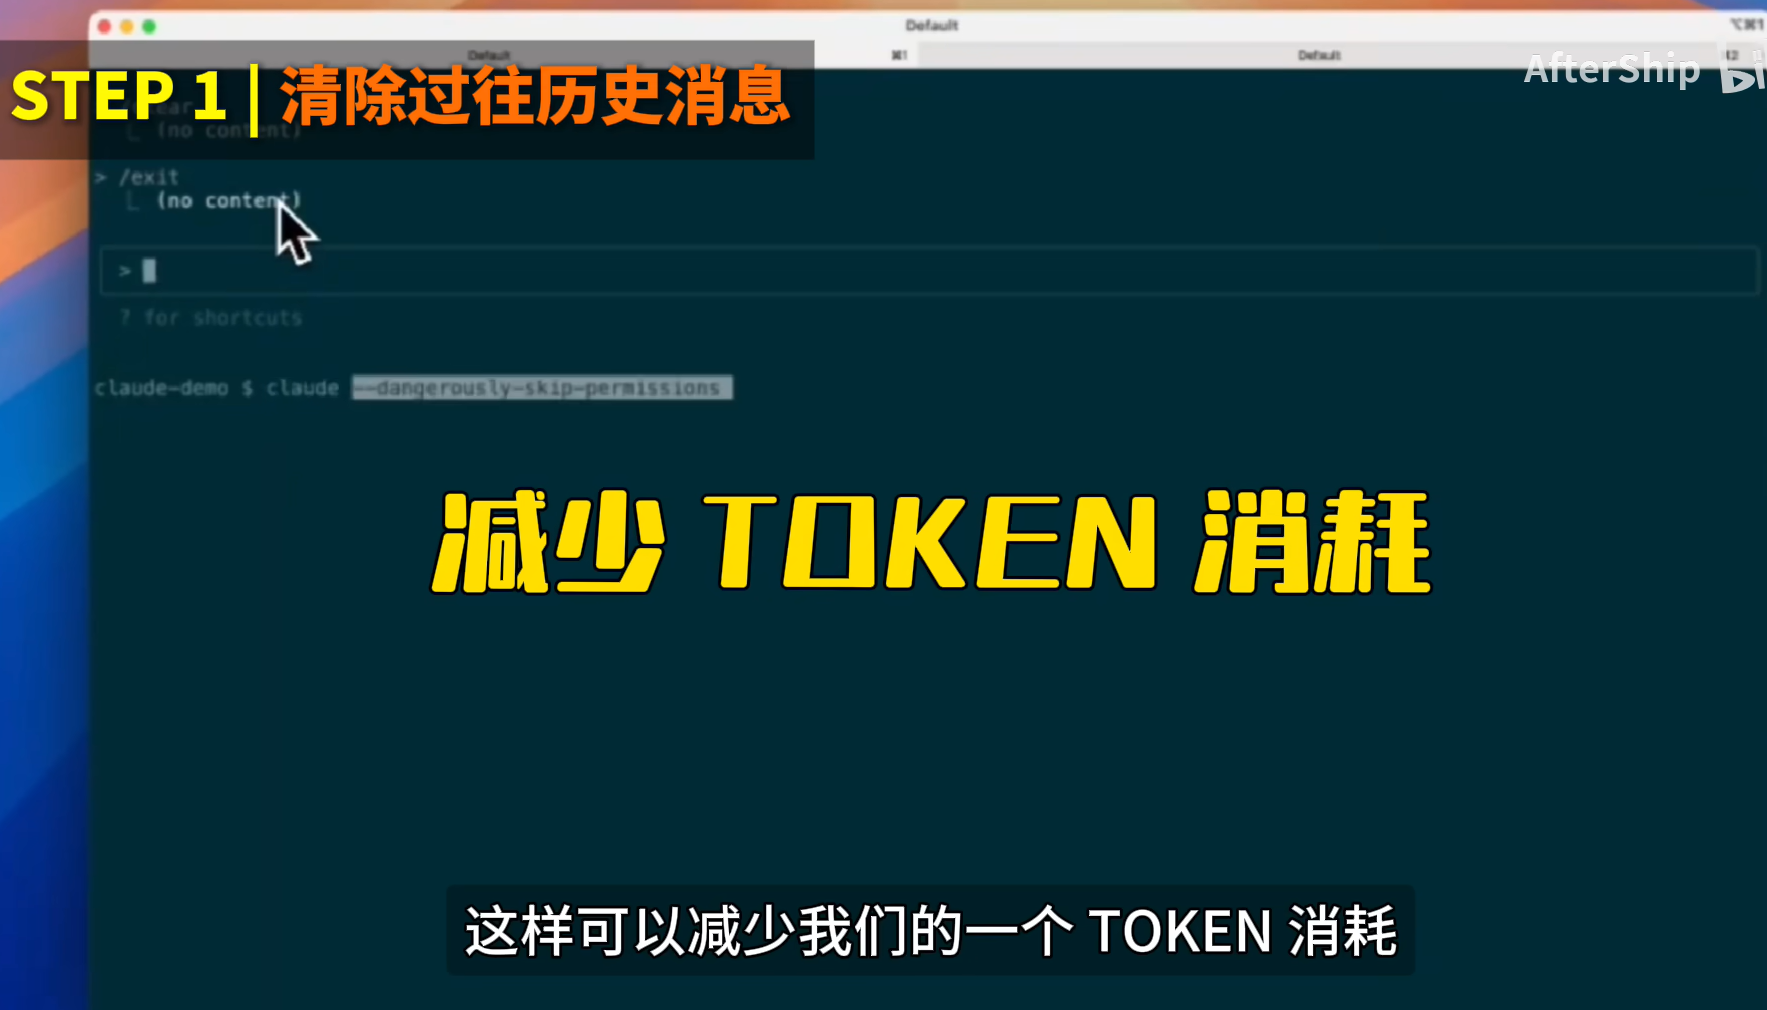 Default
⌥⌘1
Default ⌘1 Default
AfterShip bi
STEP 1 | 清除过往历史消息
(no content)
> /exit
(no content)
>
? for shortcuts
claude-demo $ claude --dangerously-skip-permissions
减少 TOKEN 消耗
这样可以减少我们的一个 TOKEN 消耗